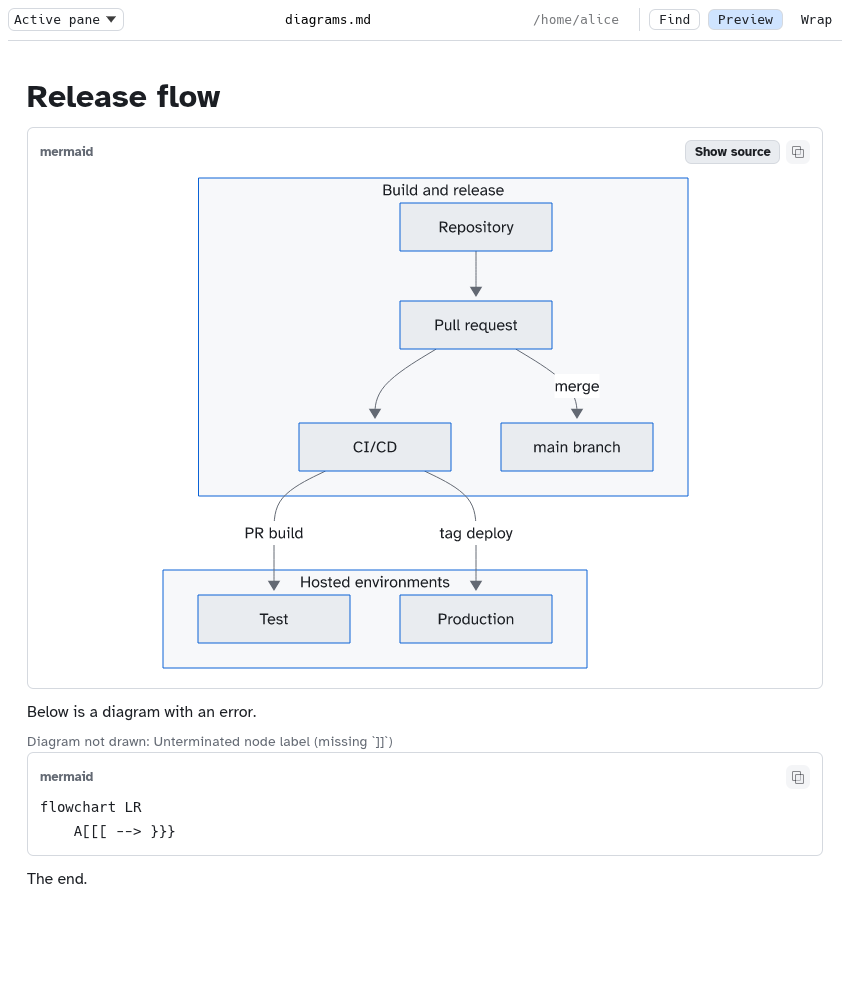 Active pane ▼ diagrams.md /home/alice Find Preview Wrap
Release flow
mermaid Show source
Build and release
Repository
Pull request
merge
CI/CD main branch
PR build tag deploy
Hosted environments
Test Production
Below is a diagram with an error.
Diagram not drawn: Unterminated node label (missing `]]`)
mermaid
flowchart LR
    A[[[ --> }}}
The end.